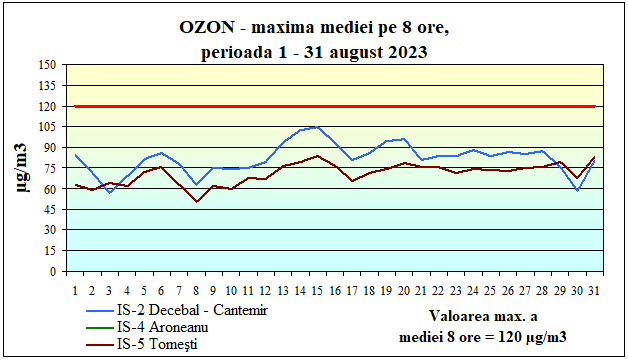 OZON - maxima mediei pe 8 ore,
perioada 1 - 31 august 2023
µg/m3
150
135
120
105
90
75
60
45
30
15
0
1 2 3 4 5 6 7 8 9 10 11 12 13 14 15 16 17 18 19 20 21 22 23 24 25 26 27 28 29 30 31
IS-2 Decebal - Cantemir
IS-4 Aroneanu
IS-5 Tomeşti
Valoarea max. a
mediei 8 ore = 120 µg/m3